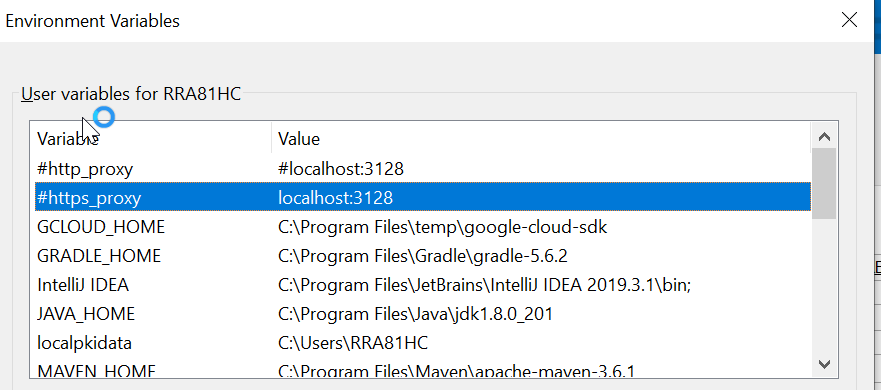 Environment Variables
User variables for RRA81HC
Variable Value
#http_proxy #localhost:3128
#https_proxy localhost:3128
GCLOUD_HOME C:\Program Files\temp\google-cloud-sdk
GRADLE_HOME C:\Program Files\Gradle\gradle-5.6.2
IntelliJ IDEA C:\Program Files\JetBrains\IntelliJ IDEA 2019.3.1\bin;
JAVA_HOME C:\Program Files\Java\jdk1.8.0_201
localpkidata C:\Users\RRA81HC
MAVEN_HOME C:\Program Files\Maven\apache-maven-3.6.1